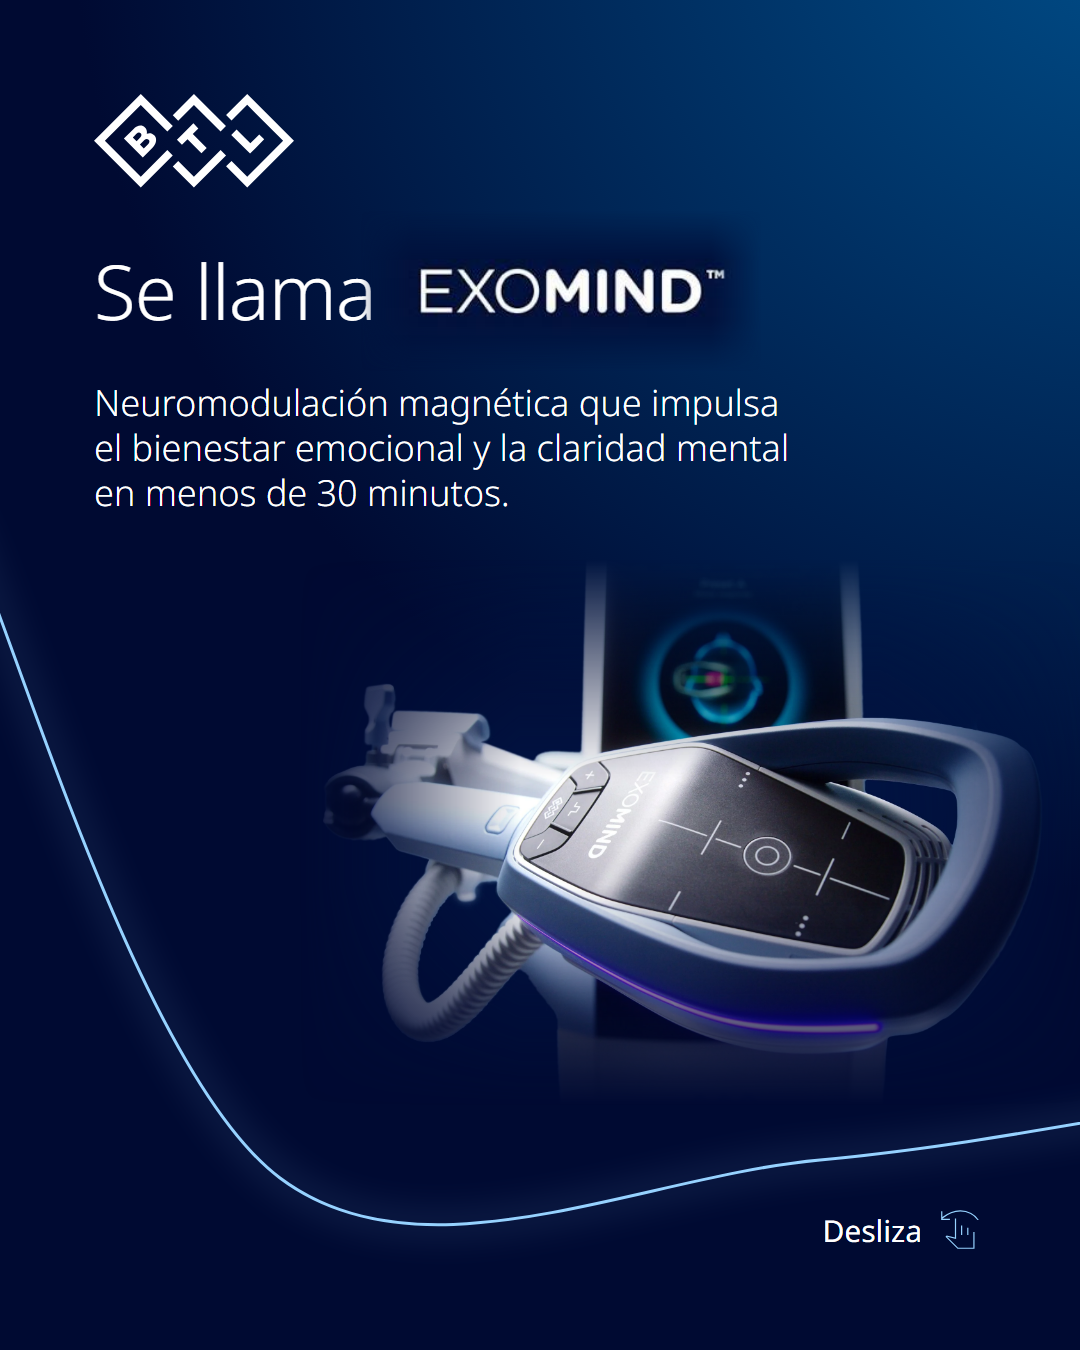 BTL
Se llama EXOMIND™
Neuromodulación magnética que impulsa
el bienestar emocional y la claridad mental
en menos de 30 minutos.
EXOMIND
Desliza